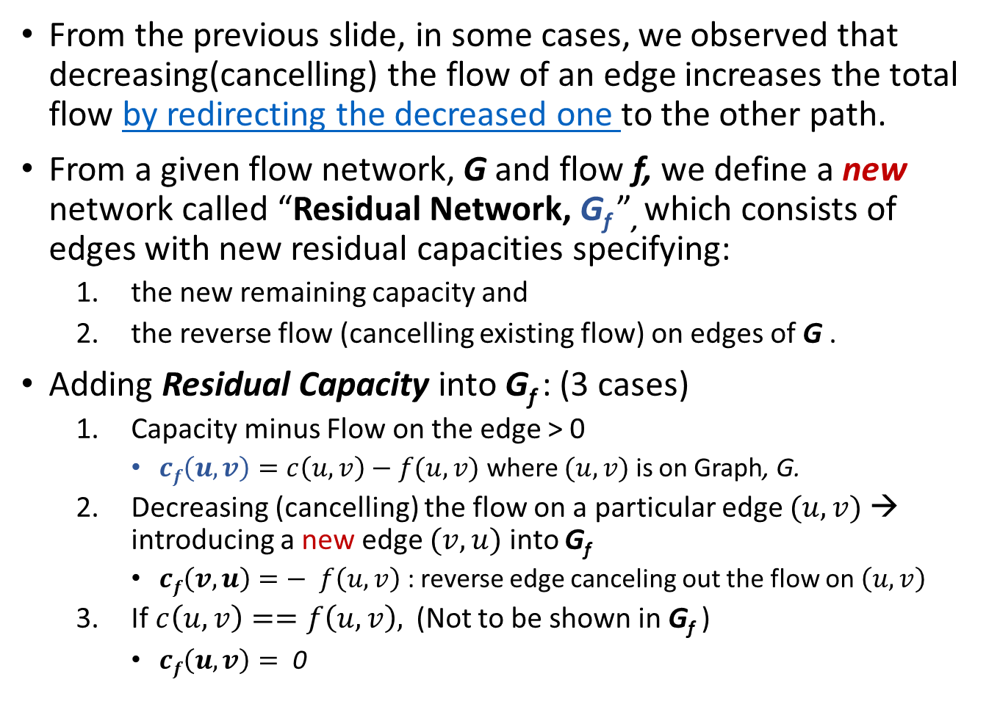 • From the previous slide, in some cases, we observed that
decreasing(cancelling) the flow of an edge increases the total
flow by redirecting the decreased one to the other path.
• From a given flow network, G and flow f, we define a new
network called “Residual Network, G_f”, which consists of
edges with new residual capacities specifying:
1. the new remaining capacity and
2. the reverse flow (cancelling existing flow) on edges of G .
• Adding Residual Capacity into G_f : (3 cases)
1. Capacity minus Flow on the edge > 0
• c_f(u, v) = c(u, v) − f(u, v) where (u, v) is on Graph, G.
2. Decreasing (cancelling) the flow on a particular edge (u, v) →
introducing a new edge (v, u) into G_f
• c_f(v, u) = − f(u, v) : reverse edge canceling out the flow on (u, v)
3. If c(u, v) == f(u, v), (Not to be shown in G_f )
• c_f(u, v) = 0